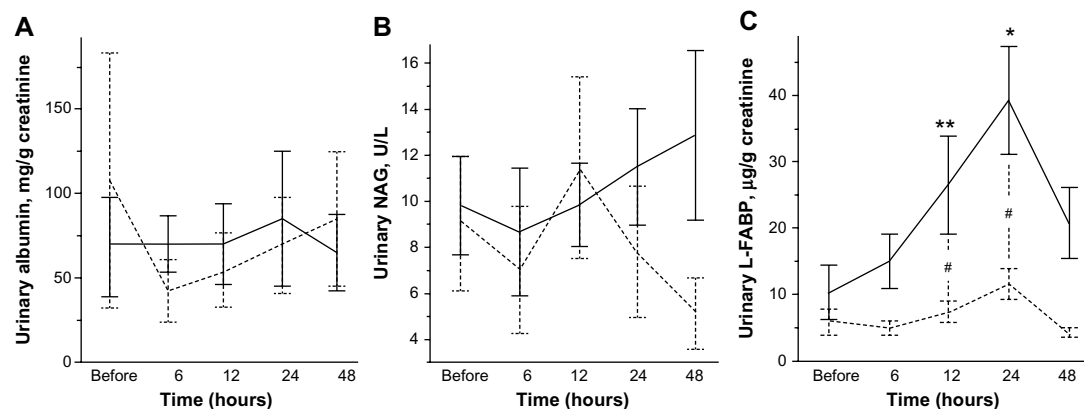 A
Urinary albumin, mg/g creatinine
150
100
50
0
Before 6 12 24 48
Time (hours)
B
Urinary NAG, U/L
16
14
12
10
8
6
4
Before 6 12 24 48
Time (hours)
C
Urinary L-FABP, µg/g creatinine
40
30
20
10
0
*
**
#
#
Before 6 12 24 48
Time (hours)